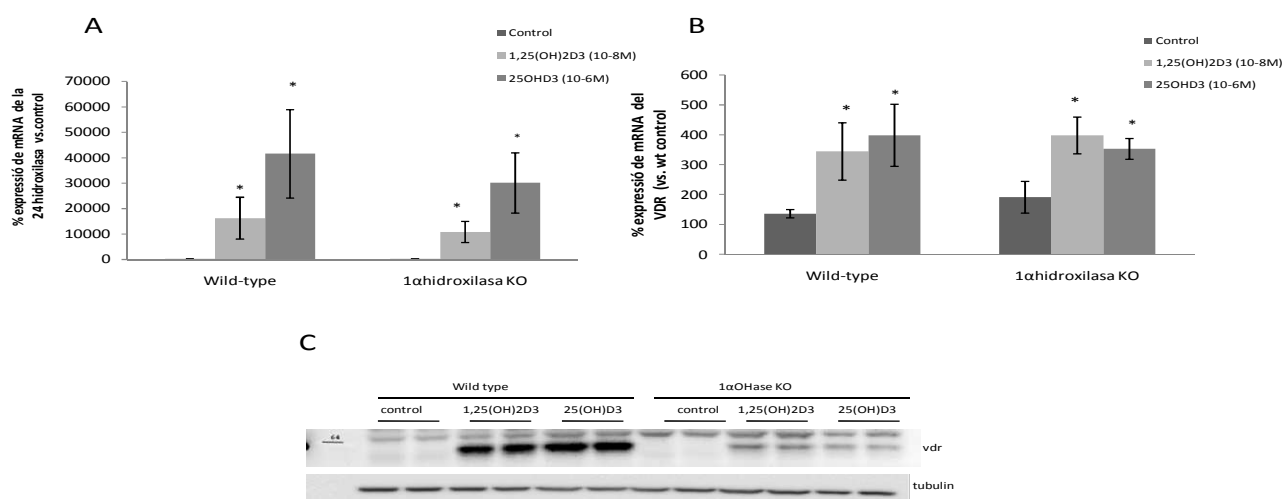 A
Control
1,25(OH)2D3 (10-8M)
25OHD3 (10-6M)
% expressió de mRNA de la
24 hidroxilasa vs.control
70000
60000
50000
40000
30000
20000
10000
0
*
*
*
*
Wild-type
1αhidroxilasa KO
B
Control
1,25(OH)2D3 (10-8M)
25OHD3 (10-6M)
% expressió de mRNA del
VDR (vs. wt control
600
500
400
300
200
100
0
*
*
*
*
Wild-type
1αhidroxilasa KO
C
Wild type
1αOHase KO
control
1,25(OH)2D3
25(OH)D3
control
1,25(OH)2D3
25(OH)D3
64
vdr
tubulin